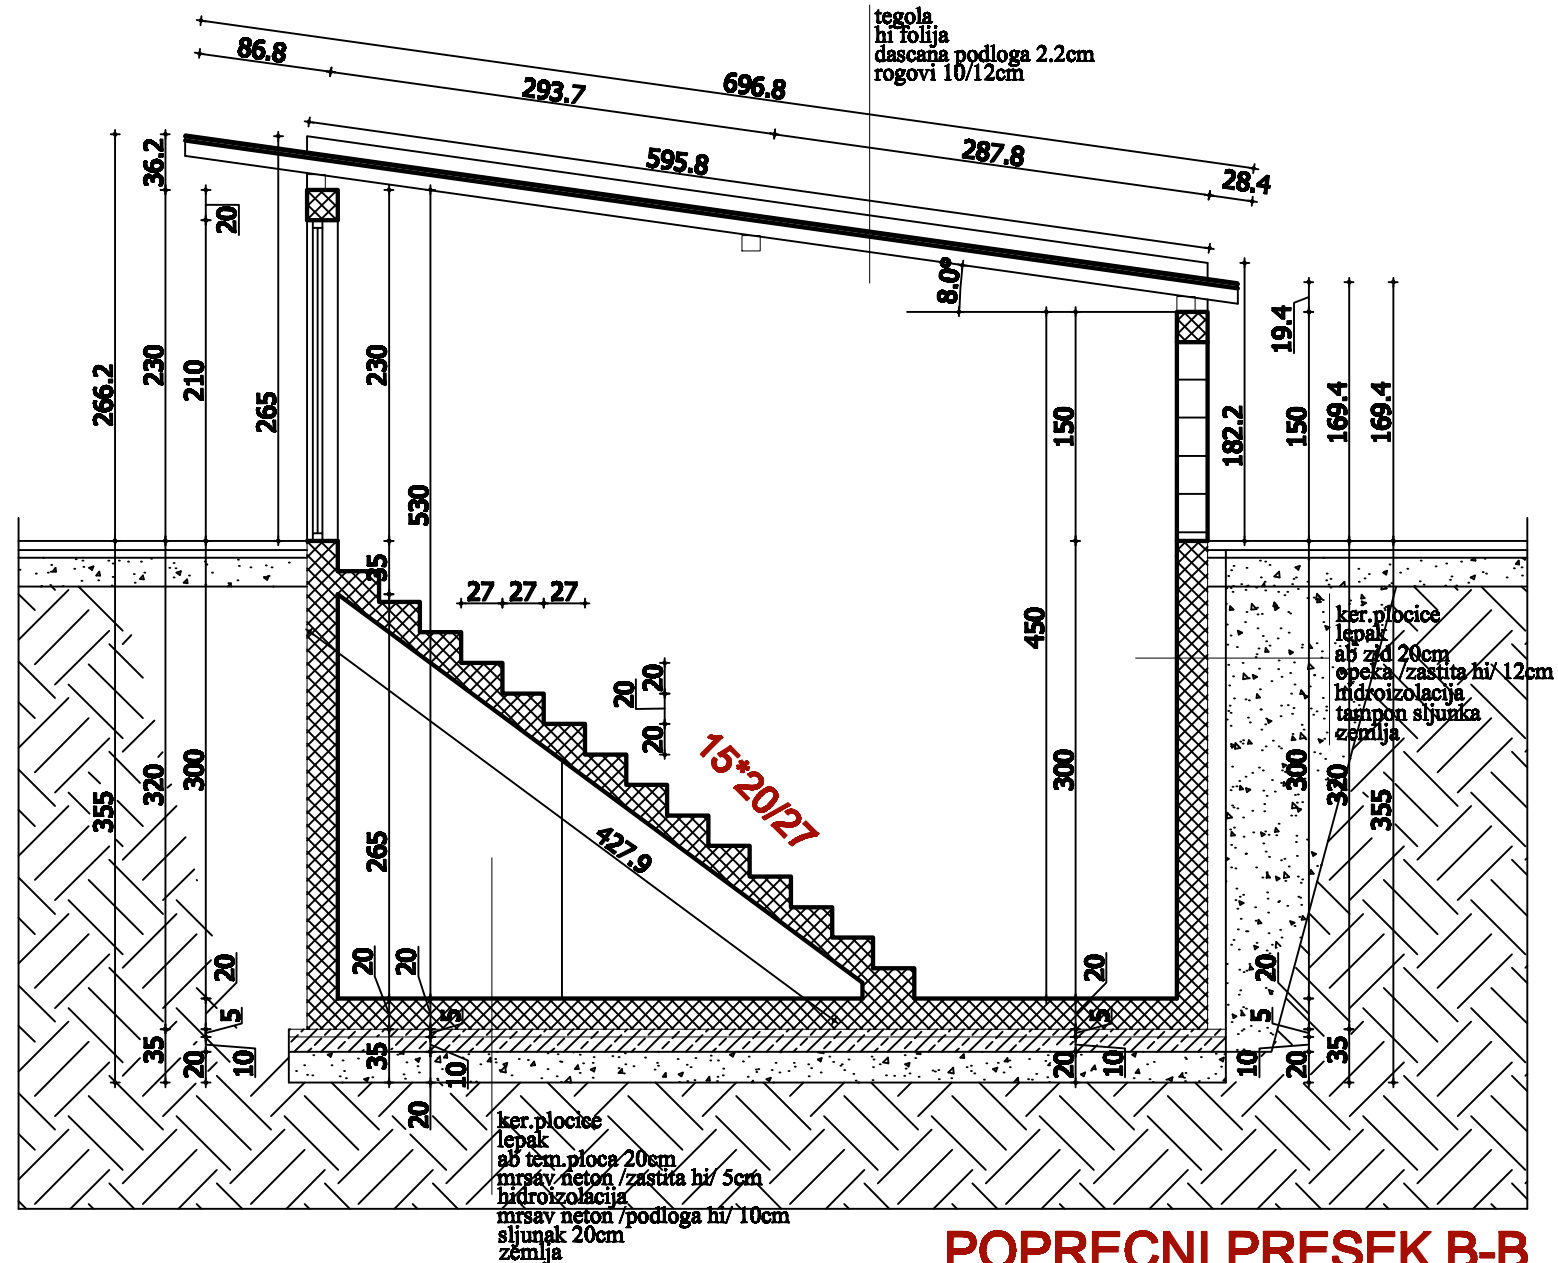 tegola
hi folija
dascana podloga 2.2cm
rogovi 10/12cm
86.8
293.7
696.8
595.8
287.8
28.4
36.2
20
266.2
230
210
265
230
530
8.0°
150
450
182.2
19.4
150
169.4
169.4
35
27 27 27
20
20
20
15*20/27
427.9
ker.plocice
lepak
ab zid 20cm
opeka /zastita hi/ 12cm
hidroizolacija
tampon sljunka
zemlja
355
320
300
265
300
300
320
355
20
5
35
20
10
20
20
5
35
10
20
20
5
20
10
20
5
10
20
35
ker.plocice
lepak
ab tem.ploca 20cm
mrsav neton /zastita hi/ 5cm
hidroizolacija
mrsav neton /podloga hi/ 10cm
sljunak 20cm
zemlja
POPRECNI PRESEK B-B